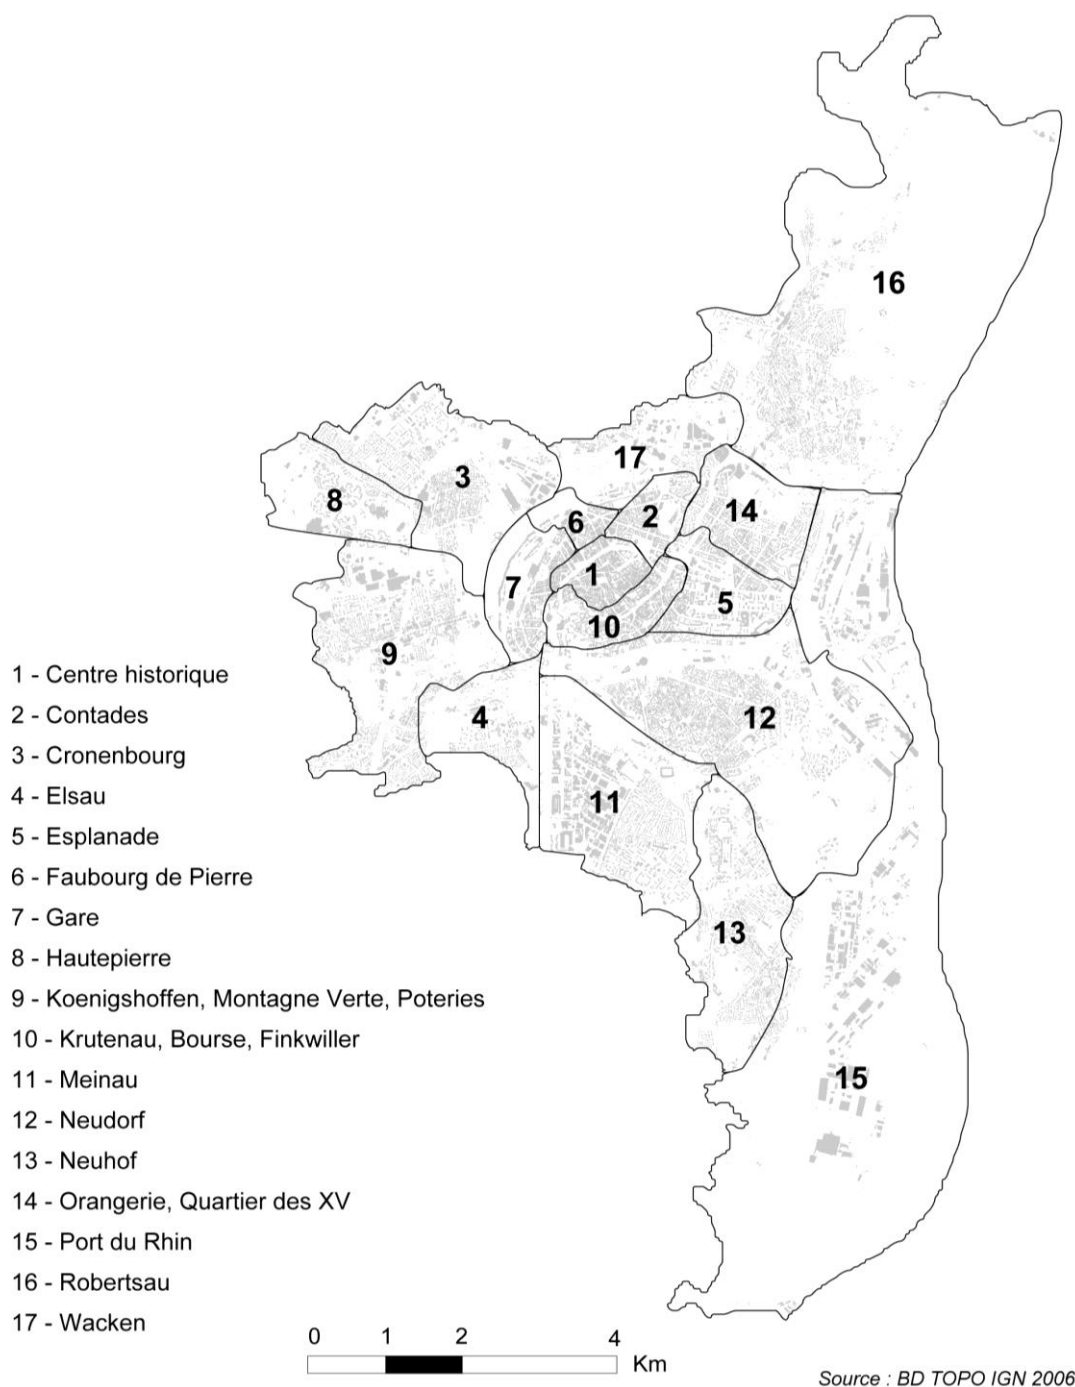 16
17
3
8
2
14
6
1
7
5
10
9
12
4
11
13
15
1 - Centre historique
2 - Contades
3 - Cronenbourg
4 - Elsau
5 - Esplanade
6 - Faubourg de Pierre
7 - Gare
8 - Hautepierre
9 - Koenigshoffen, Montagne Verte, Poteries
10 - Krutenau, Bourse, Finkwiller
11 - Meinau
12 - Neudorf
13 - Neuhof
14 - Orangerie, Quartier des XV
15 - Port du Rhin
16 - Robertsau
17 - Wacken
0 1 2 4
Km
Source : BD TOPO IGN 2006